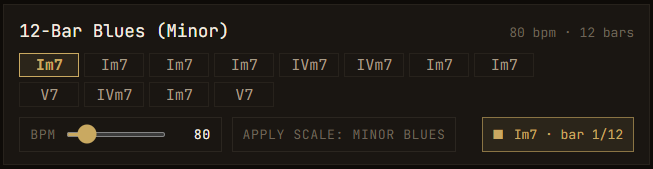 12-Bar Blues (Minor) 80 bpm · 12 bars
Im7 Im7 Im7 Im7 IVm7 IVm7 Im7 Im7
V7 IVm7 Im7 V7
BPM 80 APPLY SCALE: MINOR BLUES Im7 · bar 1/12